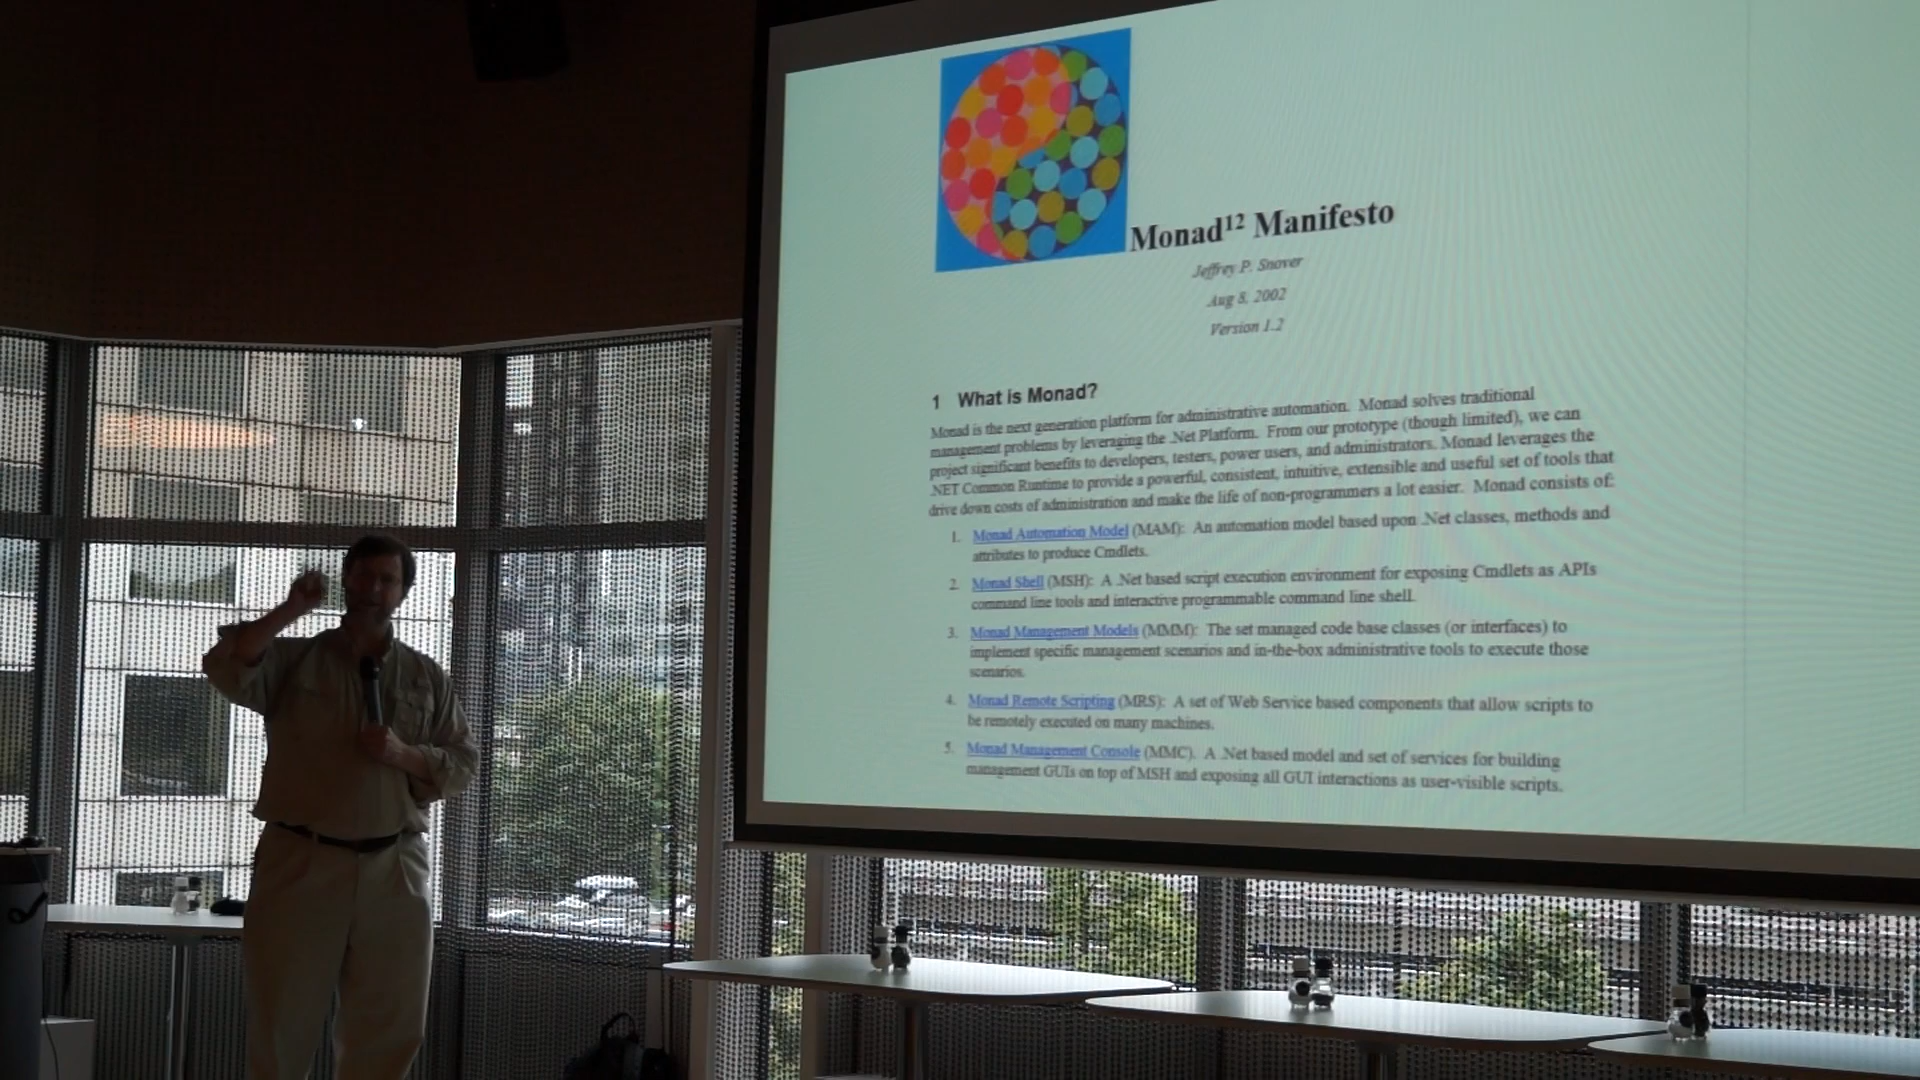 Monad12 Manifesto
Jeffrey P. Snover
Aug 8, 2002
Version 1.2
1 What is Monad?
Monad is the next generation platform for administrative automation. Monad solves traditional
management problems by leveraging the .Net Platform. From our prototype (though limited), we can
project significant benefits to developers, testers, power users, and administrators. Monad leverages the
.NET Common Runtime to provide a powerful, consistent, intuitive, extensible and useful set of tools that
drive down costs of administration and make the life of non-programmers a lot easier. Monad consists of:
1. Monad Automation Model (MAM): An automation model based upon .Net classes, methods and
attributes to produce Cmdlets.
2. Monad Shell (MSH): A .Net based script execution environment for exposing Cmdlets as APIs
command line tools and interactive programmable command line shell.
3. Monad Management Models (MMM): The set managed code base classes (or interfaces) to
implement specific management scenarios and in-the-box administrative tools to execute those
scenarios.
4. Monad Remote Scripting (MRS): A set of Web Service based components that allow scripts to
be remotely executed on many machines.
5. Monad Management Console (MMC). A .Net based model and set of services for building
management GUIs on top of MSH and exposing all GUI interactions as user-visible scripts.